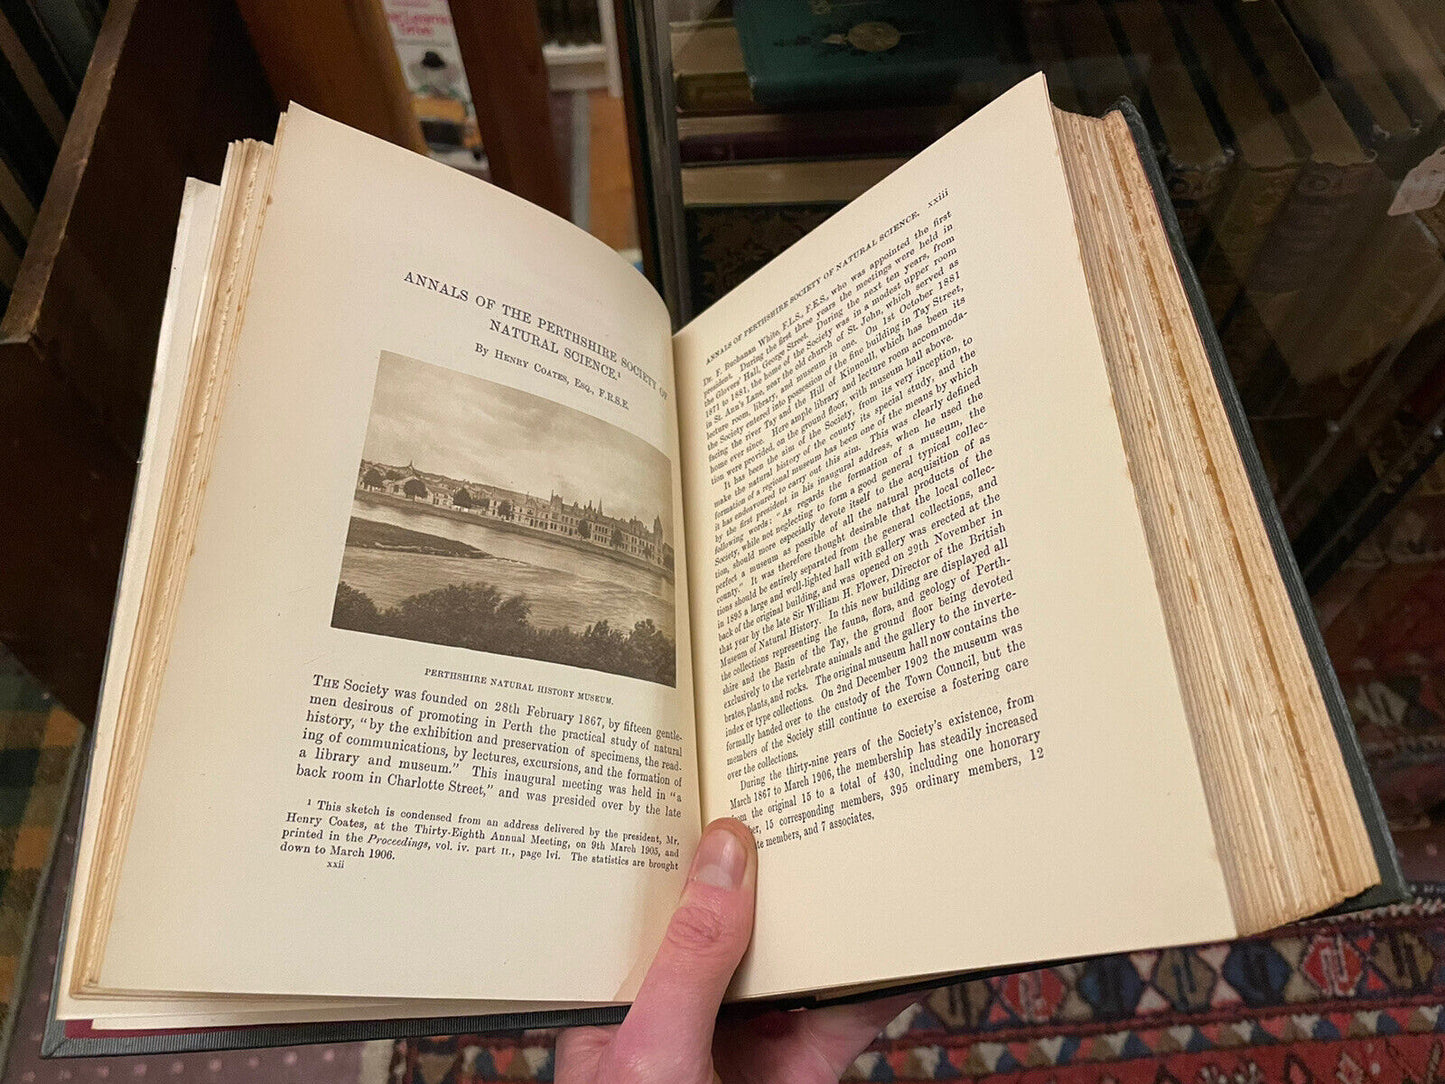 ANNALS OF THE PERTHSHIRE SOCIETY OF
NATURAL SCIENCE.¹
By Henry Coates, Esq., F.R.S.E.
PERTHSHIRE NATURAL HISTORY MUSEUM.
The Society was founded on 28th February 1867, by fifteen gentle-
men desirous of promoting in Perth the practical study of natural
history, "by the exhibition and preservation of specimens, the read-
ing of communications, by lectures, excursions, and the formation of
a library and museum." This inaugural meeting was held in "a
back room in Charlotte Street," and was presided over by the late
¹ This sketch is condensed from an address delivered by the president, Mr.
Henry Coates, at the Thirty-Eighth Annual Meeting, on 9th March 1905, and
printed in the Proceedings, vol. iv. part II., page lvi. The statistics are brought
down to March 1906.
xxii
ANNALS OF PERTHSHIRE SOCIETY OF NATURAL SCIENCE. xxiii
Dr. F. Buchanan White, F.L.S., F.E.S., who was appointed the first
president. During the first three years the meetings were held in
the Glovers' Hall, George Street. During the next ten years, from
1871 to 1881, the home of the Society was in a modest upper room
in St. Ann's Lane, near the old church of St. John, which served as
lecture room, library, and museum in one. On 1st October 1881
the Society entered into possession of the fine building in Tay Street,
facing the river Tay and the Hill of Kinnoull, which has been its
home ever since. Here ample library and lecture room accommoda-
tion were provided, on the ground floor, with museum hall above.
It has been the aim of the Society, from its very inception, to
make the natural history of the county its special study, and the
formation of a regional museum has been one of the means by which
it has endeavoured to carry out this aim. This was clearly defined
by the first president in his inaugural address, when he used the
following words: "As regards the formation of a museum, the
Society, while not neglecting to form a good general typical collec-
tion, should more especially devote itself to the acquisition of as
perfect a museum as possible of all the natural products of the
county." It was therefore thought desirable that the local collec-
tions should be entirely separated from the general collections, and
in 1895 a large and well-lighted hall with gallery was erected at the
back of the original building, and was opened on 29th November in
that year by the late Sir William H. Flower, Director of the British
Museum of Natural History. In this new building are displayed all
the collections representing the fauna, flora, and geology of Perth-
shire and the Basin of the Tay, the ground floor being devoted
exclusively to the vertebrate animals and the gallery to the inverte-
brates, plants, and rocks. The original museum hall now contains the
index or type collections. On 2nd December 1902 the museum was
formally handed over to the custody of the Town Council, but the
members of the Society still continue to exercise a fostering care
over the collections.
During the thirty-nine years of the Society's existence, from
March 1867 to March 1906, the membership has steadily increased
the original 15 to a total of 430, including one honorary
15 corresponding members, 395 ordinary members, 12
members, and 7 associates.